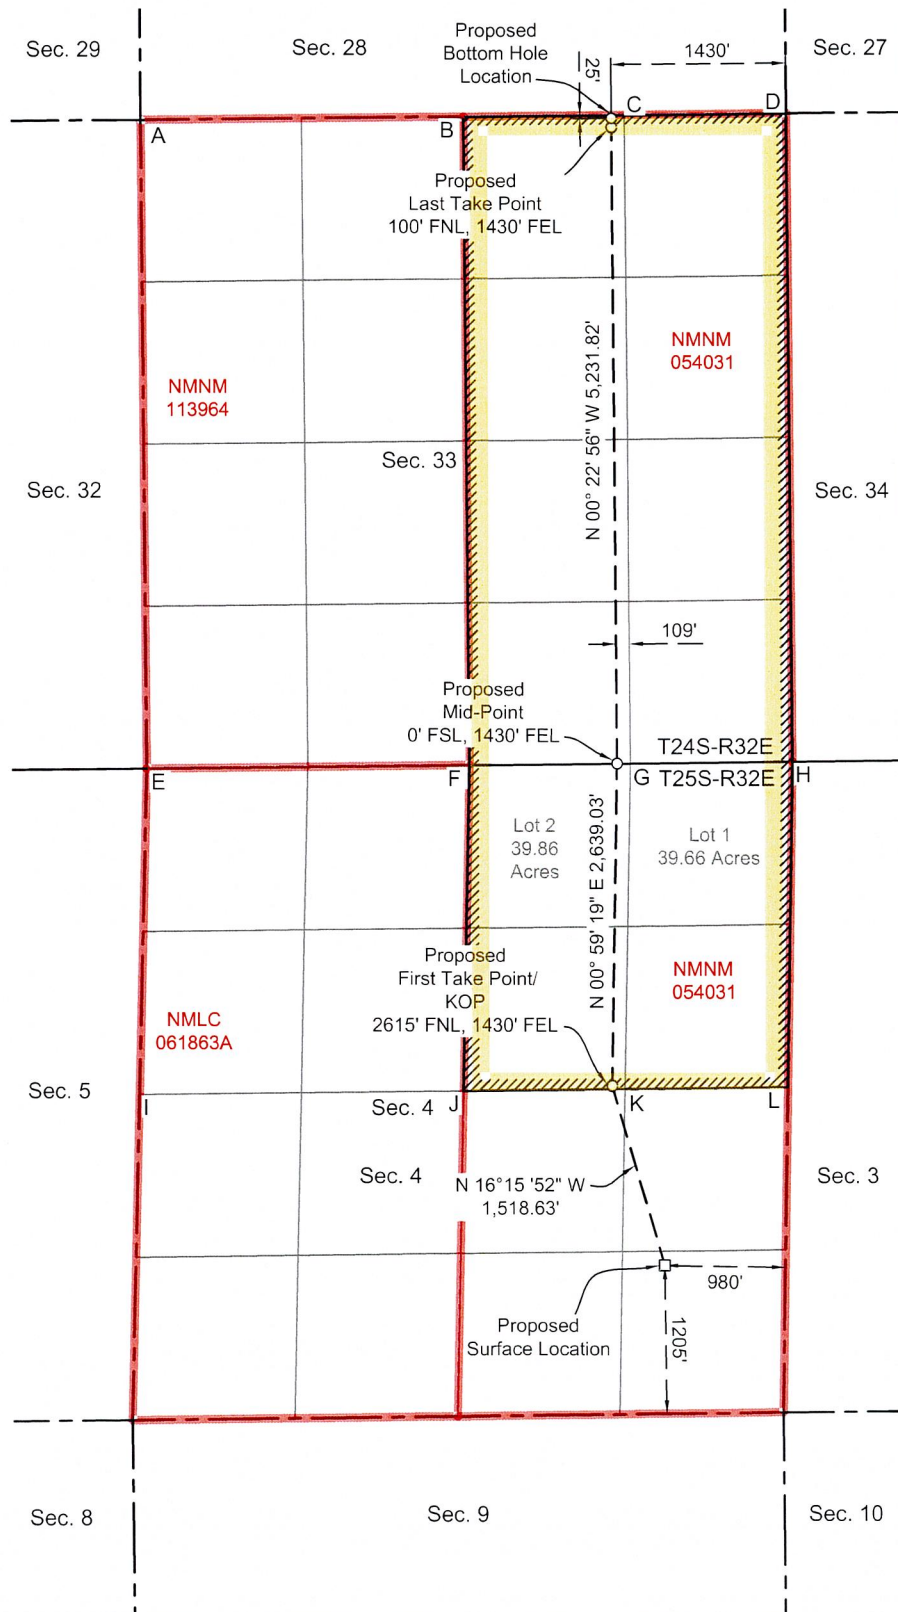 Sec. 29
Sec. 28
Proposed
Bottom Hole
Location
25'
1430'
Sec. 27
A
B
C
D
Proposed
Last Take Point
100' FNL, 1430' FEL
NMNM
113964
NMNM
054031
N 00° 22' 56" W 5,231.82'
Sec. 33
Sec. 32
Sec. 34
109'
Proposed
Mid-Point
0' FSL, 1430' FEL
T24S-R32E
E
F
G
T25S-R32E
H
Lot 2
39.86
Acres
Lot 1
39.66 Acres
N 00° 59' 19" E 2,639.03'
Proposed
First Take Point/
KOP
2615' FNL, 1430' FEL
NMNM
054031
NMLC
061863A
Sec. 5
I
Sec. 4
J
K
L
Sec. 4
N 16°15 '52" W
1,518.63'
Sec. 3
980'
Proposed
Surface Location
1205'
Sec. 8
Sec. 9
Sec. 10